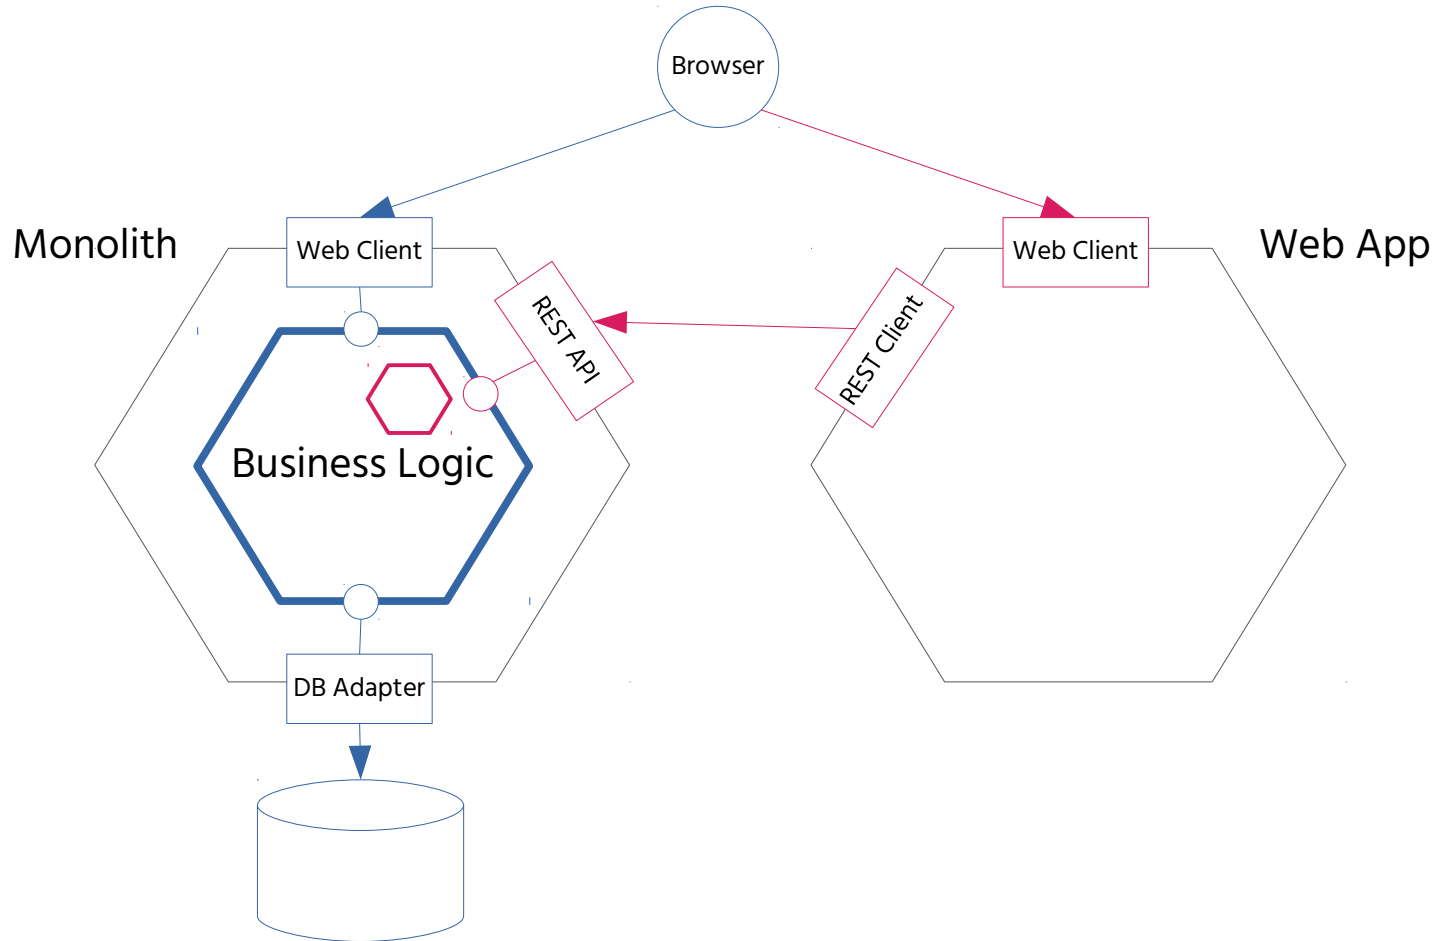 Browser
Monolith
Web Client
Web Client
Web App
REST API
REST Client
Business Logic
DB Adapter